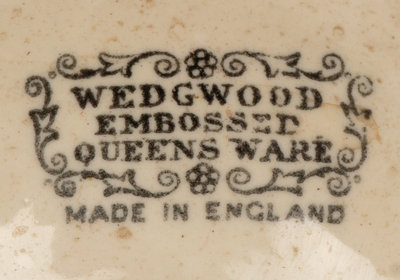 WEDGWOOD
EMBOSSED
QUEENS WARE
MADE IN ENGLAND